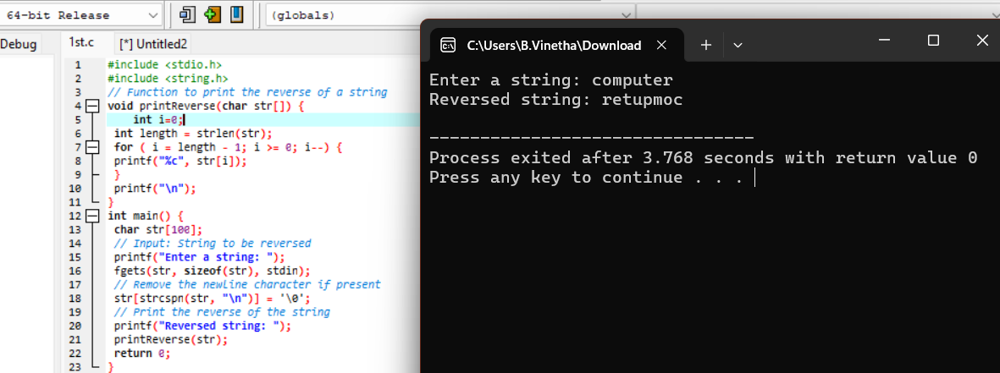 64-bit Release
(globals)
Debug
1st.c
[*] Untitled2
1 #include <stdio.h>
2 #include <string.h>
3 // Function to print the reverse of a string
4 void printReverse(char str[]) {
5 int i=0;
6 int length = strlen(str);
7 for ( i = length - 1; i >= 0; i--) {
8 printf("%c", str[i]);
9 }
10 printf("\n");
11 }
12 int main() {
13 char str[100];
14 // Input: String to be reversed
15 printf("Enter a string: ");
16 fgets(str, sizeof(str), stdin);
17 // Remove the newline character if present
18 str[strcspn(str, "\n")] = '\0';
19 // Print the reverse of the string
20 printf("Reversed string: ");
21 printReverse(str);
22 return 0;
23 }
C:\Users\B.Vinetha\Download
Enter a string: computer
Reversed string: retupmoc
--------------------------------
Process exited after 3.768 seconds with return value 0
Press any key to continue . . .